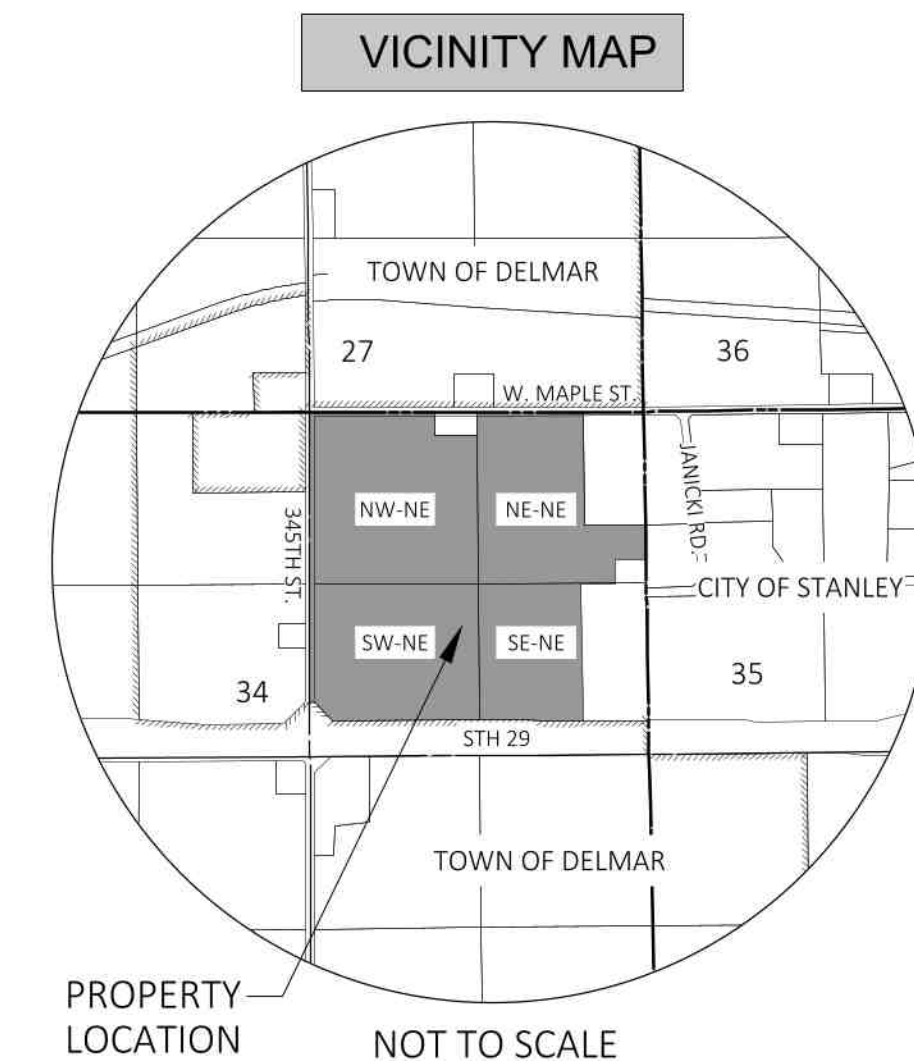 VICINITY MAP
TOWN OF DELMAR
27
36
W. MAPLE ST.
NW-NE
NE-NE
345TH ST.
JANICKI RD.
CITY OF STANLEY
SW-NE
SE-NE
34
35
STH 29
TOWN OF DELMAR
PROPERTY
LOCATION
NOT TO SCALE